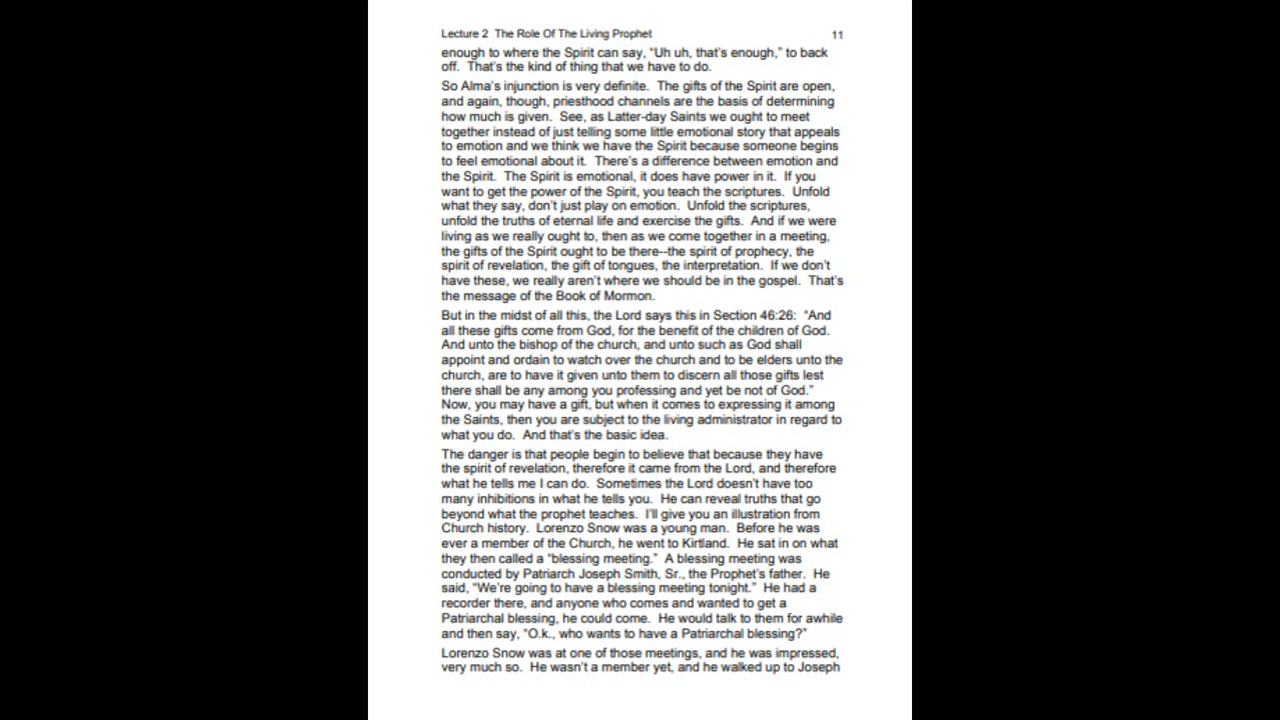 Lecture 2  The Role Of The Living Prophet 11
enough to where the Spirit can say, “Uh uh, that’s enough,” to back
off.  That’s the kind of thing that we have to do.
So Alma’s injunction is very definite.  The gifts of the Spirit are open,
and again, though, priesthood channels are the basis of determining
how much is given.  See, as Latter-day Saints we ought to meet
together instead of just telling some little emotional story that appeals
to emotion and we think we have the Spirit because someone begins
to feel emotional about it.  There’s a difference between emotion and
the Spirit.  The Spirit is emotional, it does have power in it.  If you
want to get the power of the Spirit, you teach the scriptures.  Unfold
what they say, don’t just play on emotion.  Unfold the scriptures,
unfold the truths of eternal life and exercise the gifts.  And if we were
living as we really ought to, then as we come together in a meeting,
the gifts of the Spirit ought to be there--the spirit of prophecy, the
spirit of revelation, the gift of tongues, the interpretation.  If we don’t
have these, we really aren’t where we should be in the gospel.  That’s
the message of the Book of Mormon.
But in the midst of all this, the Lord says this in Section 46:26:  “And
all these gifts come from God, for the benefit of the children of God.
And unto the bishop of the church, and unto such as God shall
appoint and ordain to watch over the church and to be elders unto the
church, are to have it given unto them to discern all those gifts lest
there shall be any among you professing and yet be not of God.”
Now, you may have a gift, but when it comes to expressing it among
the Saints, then you are subject to the living administrator in regard to
what you do.  And that’s the basic idea.
The danger is that people begin to believe that because they have
the spirit of revelation, therefore it came from the Lord, and therefore
what he tells me I can do.  Sometimes the Lord doesn’t have too
many inhibitions in what he tells you.  He can reveal truths that go
beyond what the prophet teaches.  I’ll give you an illustration from
Church history.  Lorenzo Snow was a young man.  Before he was
ever a member of the Church, he went to Kirtland.  He sat in on what
they then called a “blessing meeting.”  A blessing meeting was
conducted by Patriarch Joseph Smith, Sr., the Prophet’s father.  He
said, “We’re going to have a blessing meeting tonight.”  He had a
recorder there, and anyone who comes and wanted to get a
Patriarchal blessing, he could come.  He would talk to them for awhile
and then say, “O.k., who wants to have a Patriarchal blessing?”
Lorenzo Snow was at one of those meetings, and he was impressed,
very much so.  He wasn’t a member yet, and he walked up to Joseph